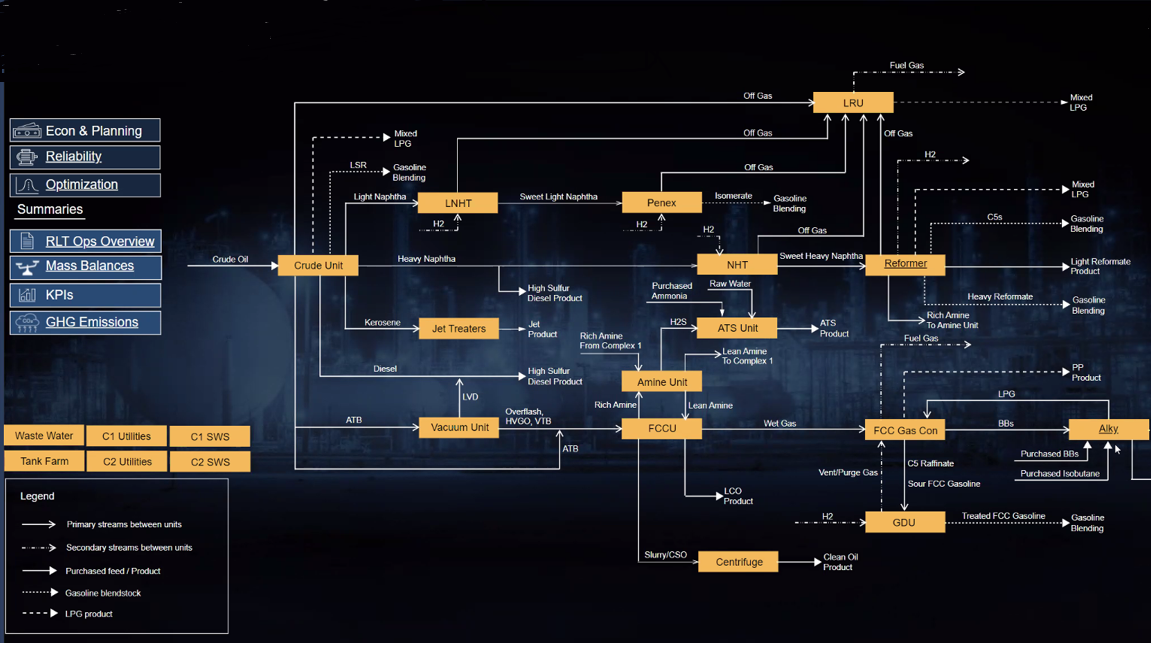 Econ & Planning
Reliability
Optimization
Summaries
RLT Ops Overview
Mass Balances
KPIs
GHG Emissions
Waste Water
C1 Utilities
C1 SWS
Tank Farm
C2 Utilities
C2 SWS
Legend
Primary streams between units
Secondary streams between units
Purchased feed / Product
Gasoline blendstock
LPG product
Crude Oil
Crude Unit
Off Gas
Mixed
LPG
LSR
Gasoline
Blending
Light Naphtha
LNHT
H2
Off Gas
Sweet Light Naphtha
Penex
H2
Off Gas
Isomerate
Gasoline
Blending
LRU
Fuel Gas
Mixed
LPG
Off Gas
Heavy Naphtha
High Sulfur
Diesel Product
H2
NHT
Off Gas
Sweet Heavy Naphtha
Reformer
H2
Mixed
LPG
C5s
Gasoline
Blending
Light Reformate
Product
Heavy Reformate
Gasoline
Blending
Rich Amine
To Amine Unit
Kerosene
Jet Treaters
Jet
Product
Purchased
Ammonia
Raw Water
H2S
ATS Unit
ATS
Product
Rich Amine
From Complex 1
Lean Amine
To Complex 1
Amine Unit
Rich Amine
Lean Amine
Diesel
High Sulfur
Diesel Product
LVD
ATB
Vacuum Unit
Overflash,
HVGO, VTB
ATB
FCCU
Wet Gas
LCO
Product
Slurry/CSO
Centrifuge
Clean Oil
Product
Fuel Gas
PP
Product
LPG
FCC Gas Con
BBs
Alky
Purchased BBs
Purchased Isobutane
Vent/Purge Gas
C5 Raffinate
Sour FCC Gasoline
H2
GDU
Treated FCC Gasoline
Gasoline
Blending